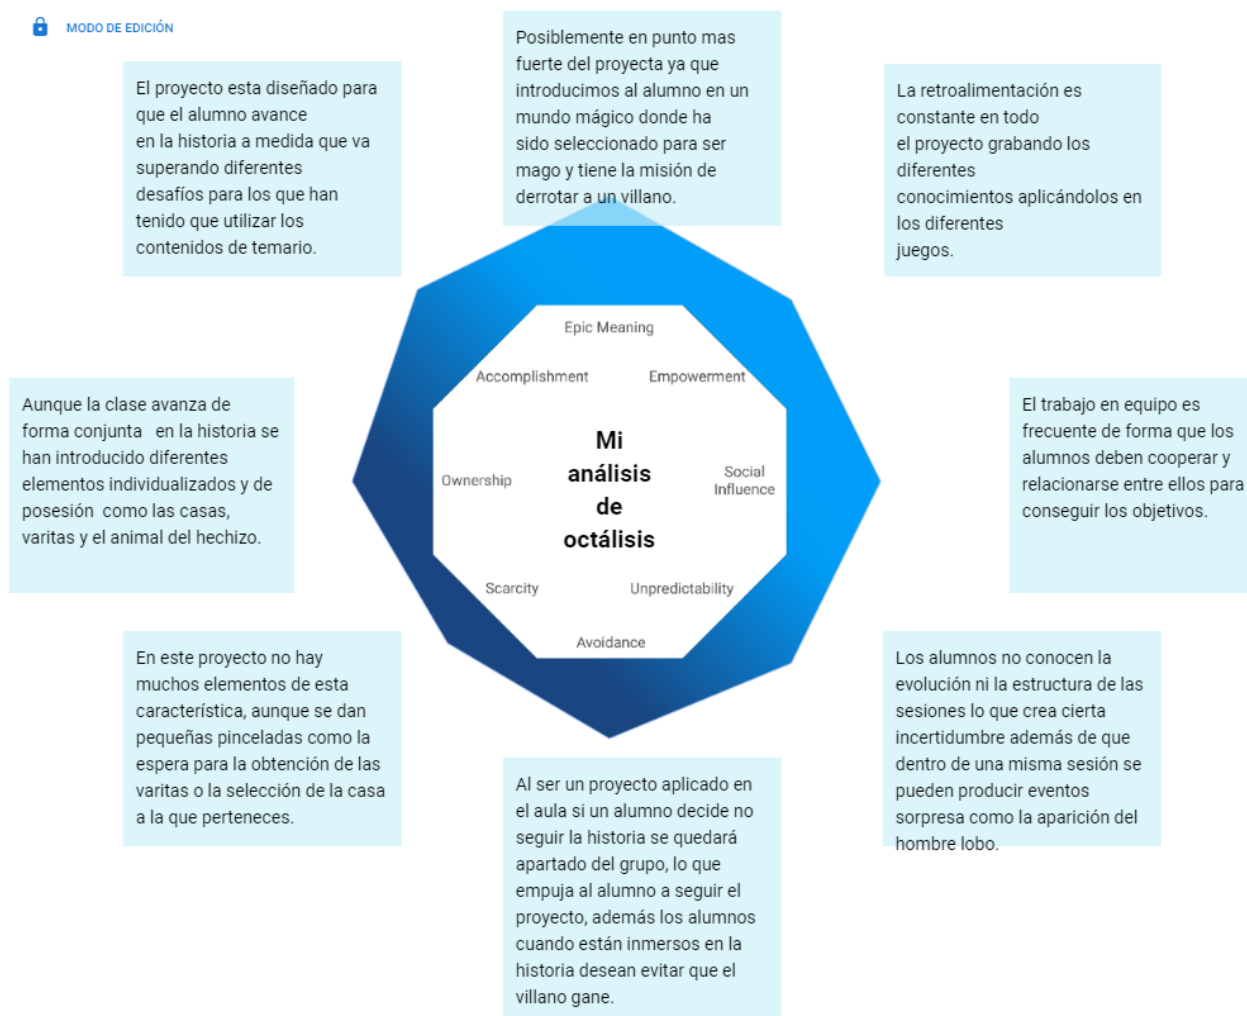 MODO DE EDICIÓN
Posiblemente en punto mas
fuerte del proyecta ya que
introducimos al alumno en un
mundo mágico donde ha
sido seleccionado para ser
mago y tiene la misión de
derrotar a un villano.
El proyecto esta diseñado para
que el alumno avance
en la historia a medida que va
superando diferentes
desafíos para los que han
tenido que utilizar los
contenidos de temario.
La retroalimentación es
constante en todo
el proyecto grabando los
diferentes
conocimientos aplicándolos en
los diferentes
juegos.
Epic Meaning
Accomplishment
Empowerment
Aunque la clase avanza de
forma conjunta en la historia se
han introducido diferentes
elementos individualizados y de
posesión como las casas,
varitas y el animal del hechizo.
Ownership
Mi
análisis
de
octálisis
Social
Influence
El trabajo en equipo es
frecuente de forma que los
alumnos deben cooperar y
relacionarse entre ellos para
conseguir los objetivos.
Scarcity
Unpredictability
Avoidance
En este proyecto no hay
muchos elementos de esta
característica, aunque se dan
pequeñas pinceladas como la
espera para la obtención de las
varitas o la selección de la casa
a la que perteneces.
Los alumnos no conocen la
evolución ni la estructura de las
sesiones lo que crea cierta
incertidumbre además de que
dentro de una misma sesión se
pueden producir eventos
sorpresa como la aparición del
hombre lobo.
Al ser un proyecto aplicado en
el aula si un alumno decide no
seguir la historia se quedará
apartado del grupo, lo que
empuja al alumno a seguir el
proyecto, además los alumnos
cuando están inmersos en la
historia desean evitar que el
villano gane.